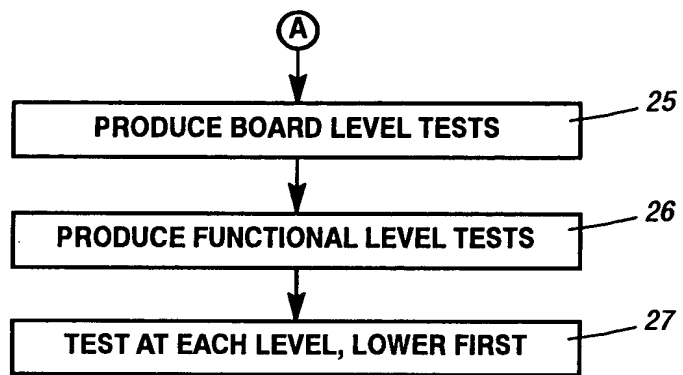 A
PRODUCE BOARD LEVEL TESTS
25
PRODUCE FUNCTIONAL LEVEL TESTS
26
TEST AT EACH LEVEL, LOWER FIRST
27